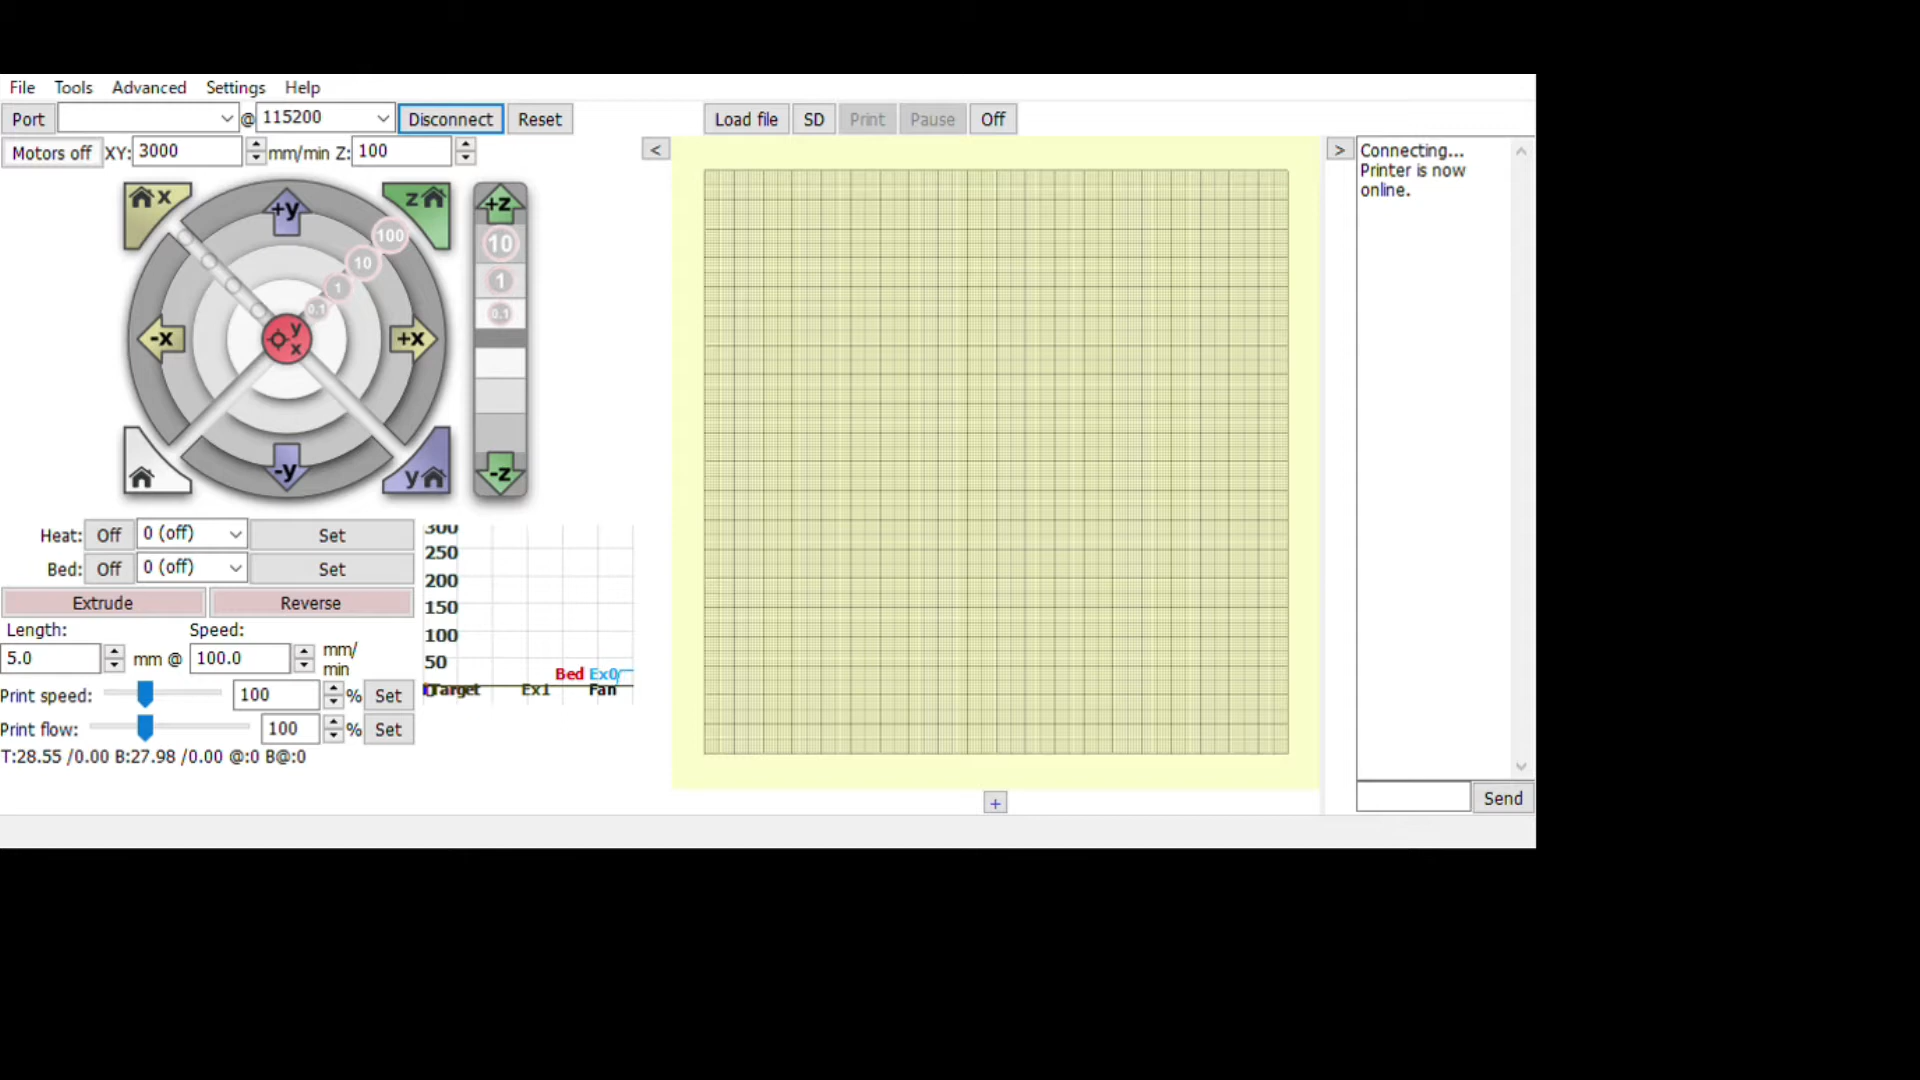 File Tools Advanced Settings Help
Port @ 115200 Disconnect Reset Load file SD Print Pause Off
Motors off XY: 3000 mm/min Z: 100 < >
Connecting...
Printer is now
online.
x +y z +z
100 10
10 1
1 0.1
0.1
-x y x +x
-y y -z
Heat: Off 0 (off) Set
Bed: Off 0 (off) Set
Extrude Reverse
Length: Speed:
5.0 mm @ 100.0 mm/
min
Print speed: 100 % Set
Print flow: 100 % Set
T:28.55 /0.00 B:27.98 /0.00 @:0 B@:0
300
250
200
150
100
50
Bed Ex0
Target Ex1 Fan
+
Send